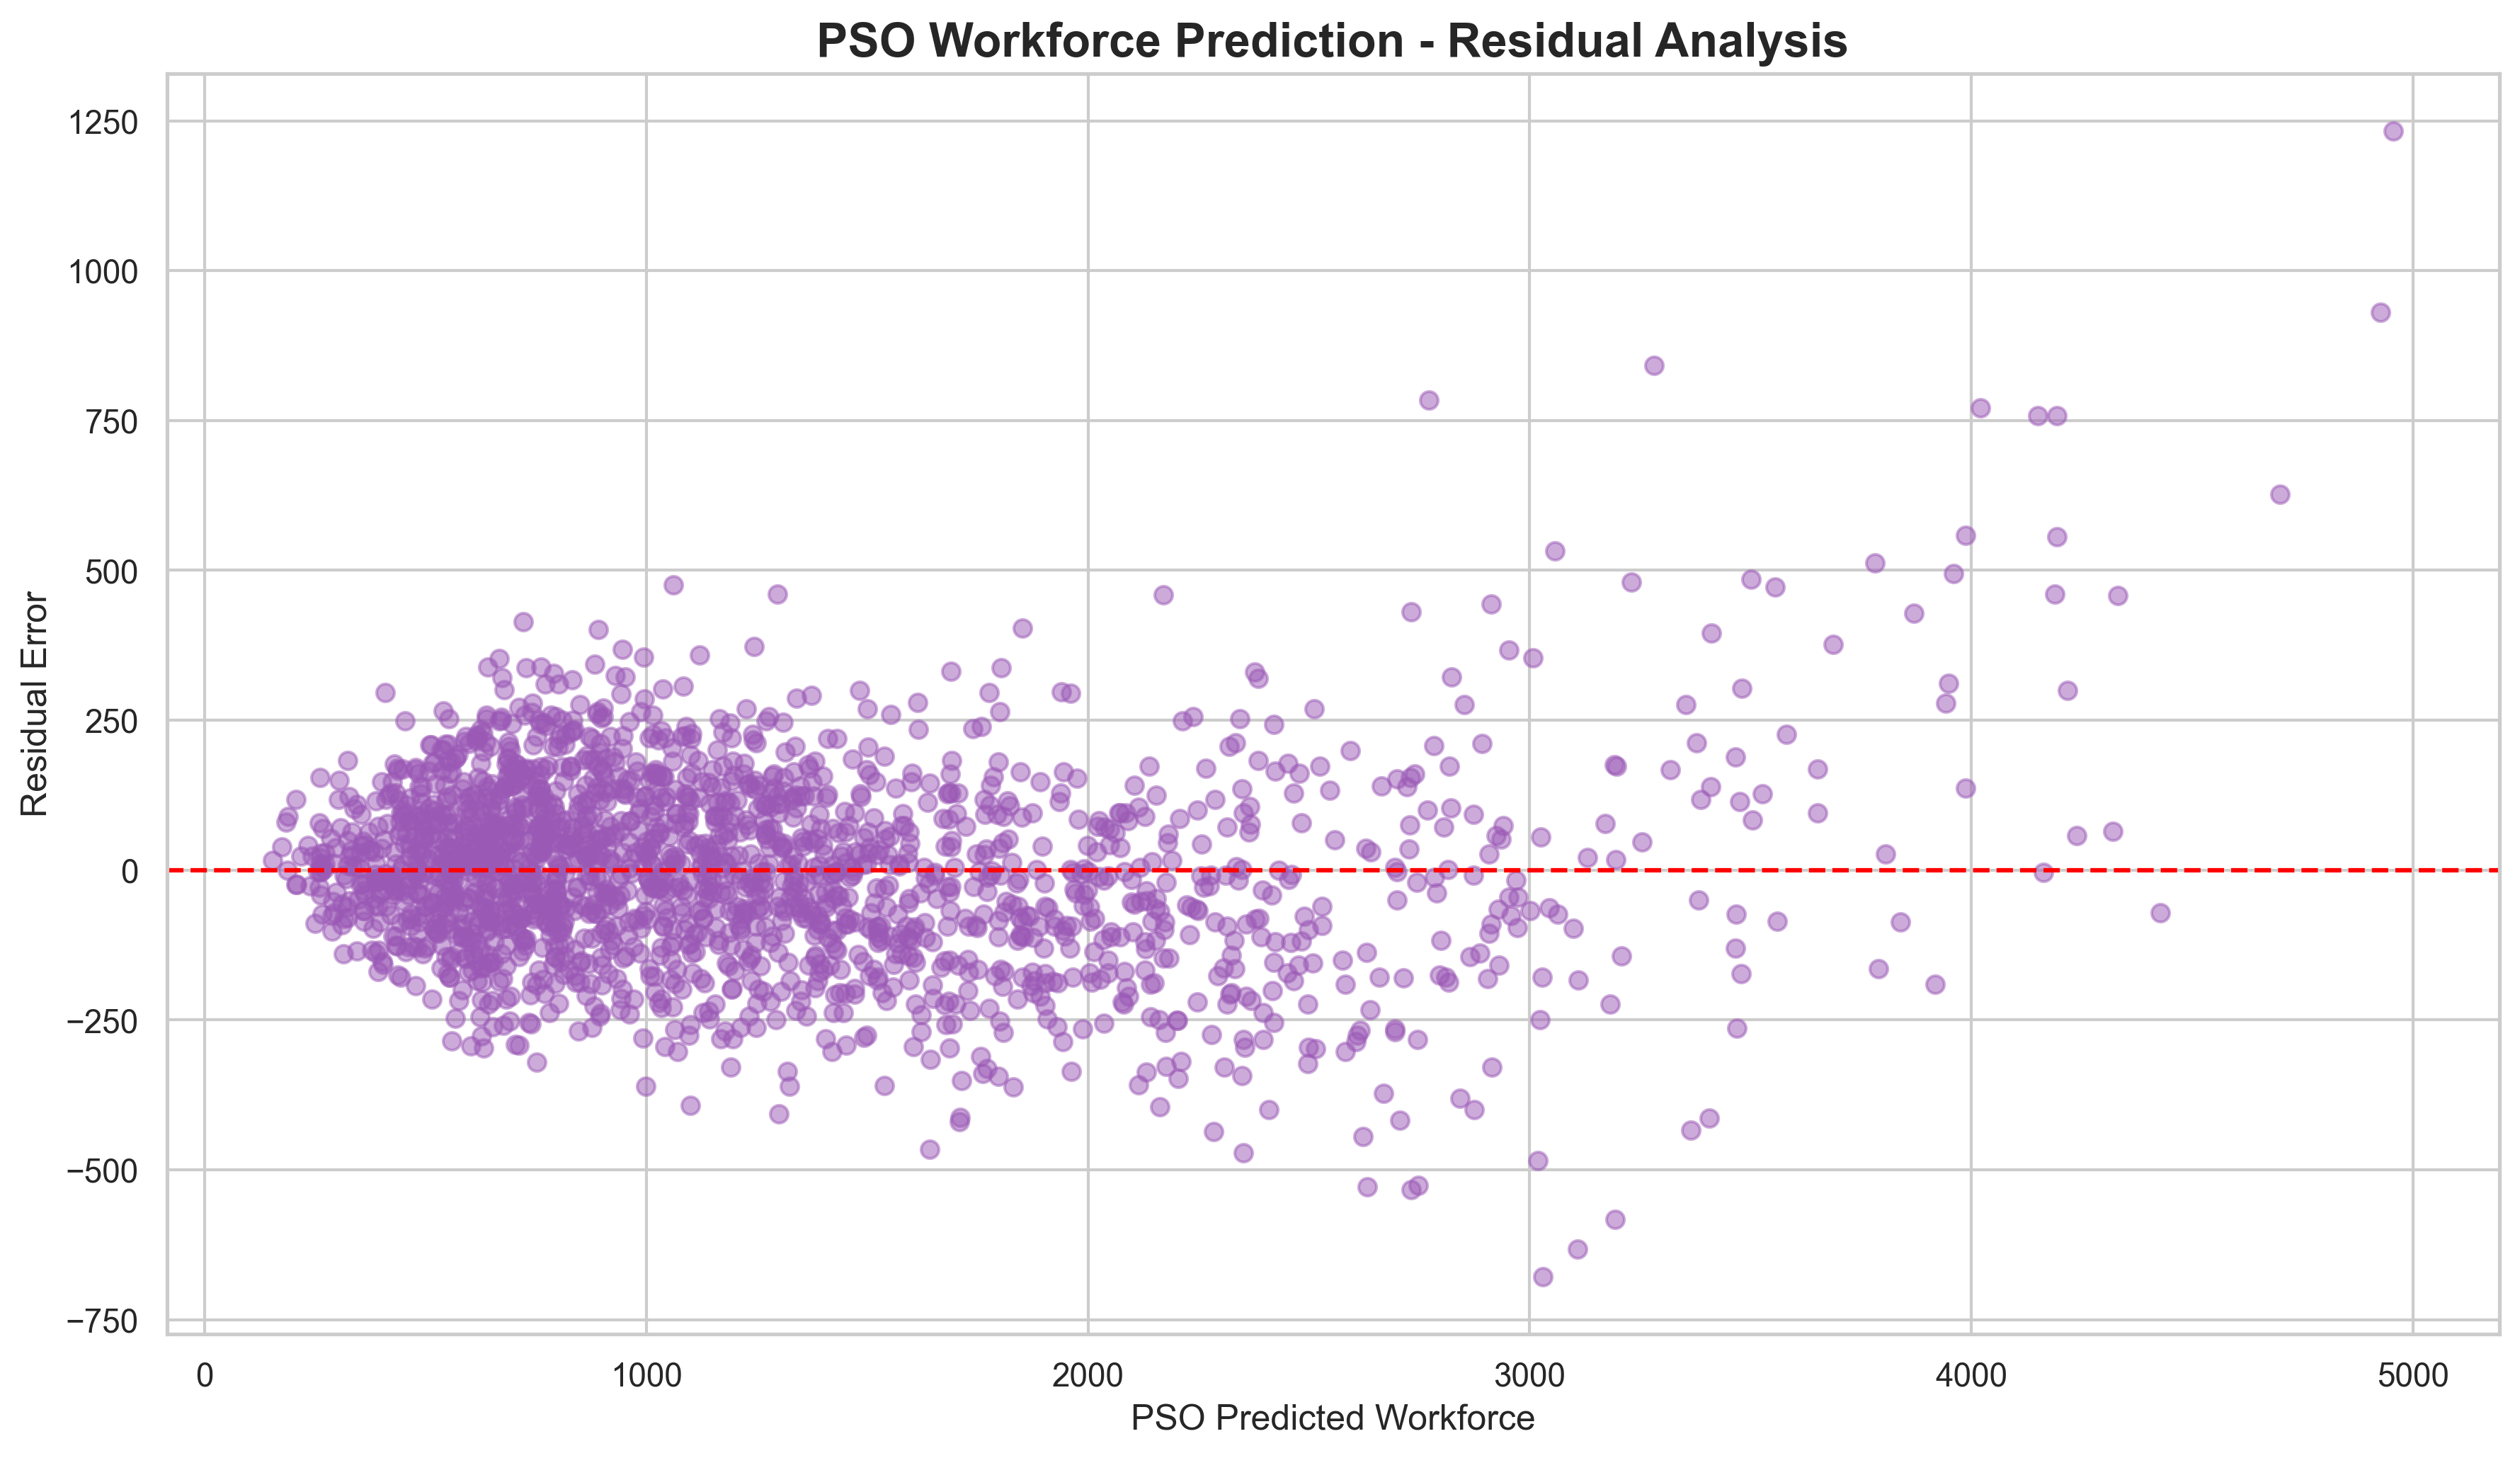 PSO Workforce Prediction - Residual Analysis
1250
1000
750
500
250
0
−250
−500
−750
Residual Error
0 1000 2000 3000 4000 5000
PSO Predicted Workforce